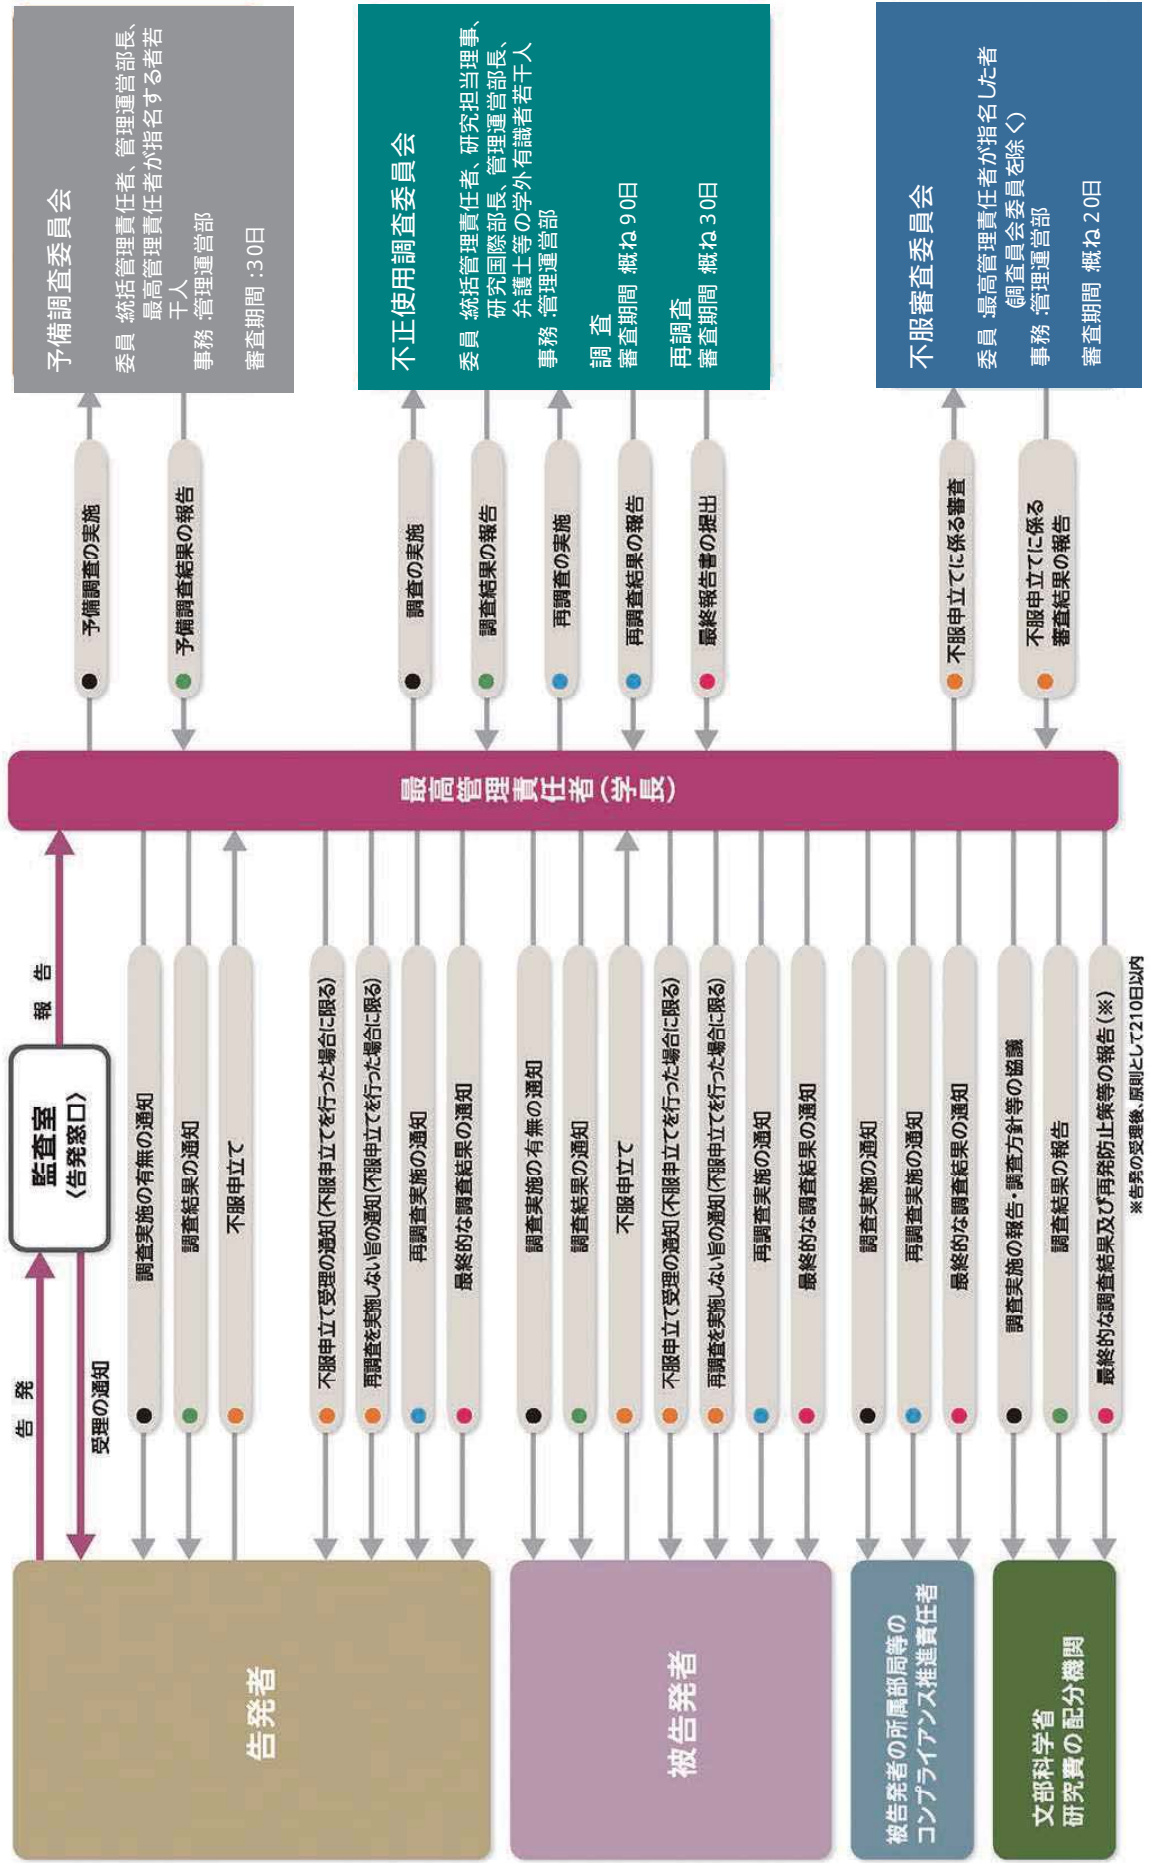 告発者
告　発
受理の通知
監査室
〈告発窓口〉
報　告
調査実施の有無の通知
調査結果の通知
不服申立て
不服申立て受理の通知(不服申立てを行った場合に限る)
再調査を実施しない旨の通知(不服申立てを行った場合に限る)
再調査実施の通知
最終的な調査結果の通知
被告発者
調査実施の有無の通知
調査結果の通知
不服申立て
不服申立て受理の通知(不服申立てを行った場合に限る)
再調査を実施しない旨の通知(不服申立てを行った場合に限る)
再調査実施の通知
最終的な調査結果の通知
被告発者の所属部局等の
コンプライアンス推進責任者
調査実施の通知
再調査実施の通知
最終的な調査結果の通知
文部科学省
研究費の配分機関
調査実施の報告・調査方針等の協議
調査結果の報告
最終的な調査結果及び再発防止策等の報告(※)
※告発の受理後、原則として210日以内
最高管理責任者(学長)
予備調査の実施
予備調査結果の報告
調査の実施
調査結果の報告
再調査の実施
再調査結果の報告
最終報告書の提出
不服申立てに係る審査
不服申立てに係る
審査結果の報告
予備調査委員会
委員:統括管理責任者、管理運営部長、
最高管理責任者が指名する者若
干人
事務:管理運営部
審査期間:30日
不正使用調査委員会
委員:統括管理責任者、研究担当理事、
研究国際部長、管理運営部長、
弁護士等の学外有識者若干人
事務:管理運営部
調 査
審査期間:概ね90日
再調査
審査期間:概ね30日
不服審査委員会
委員:最高管理責任者が指名した者
(調査員会委員を除く)
事務:管理運営部
審査期間:概ね20日